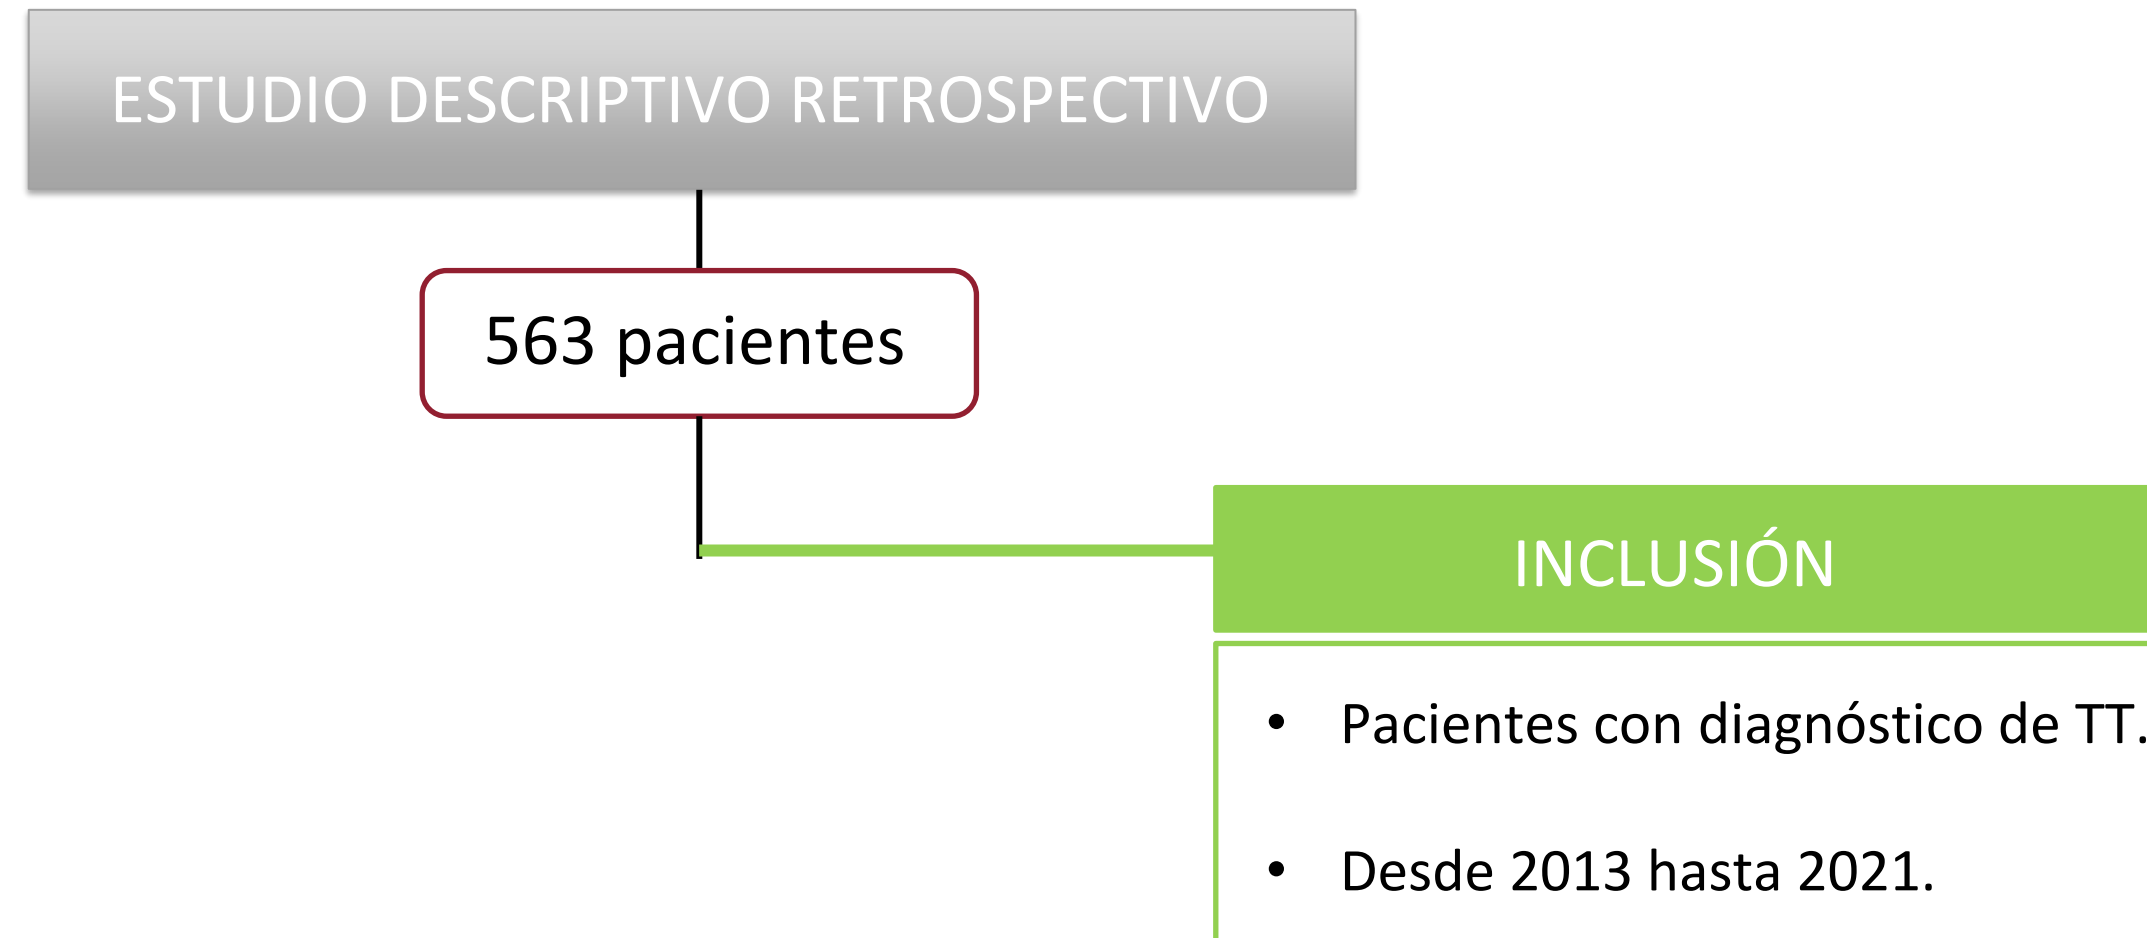 ESTUDIO DESCRIPTIVO RETROSPECTIVO
563 pacientes
INCLUSIÓN
• Pacientes con diagnóstico de TT.
• Desde 2013 hasta 2021.